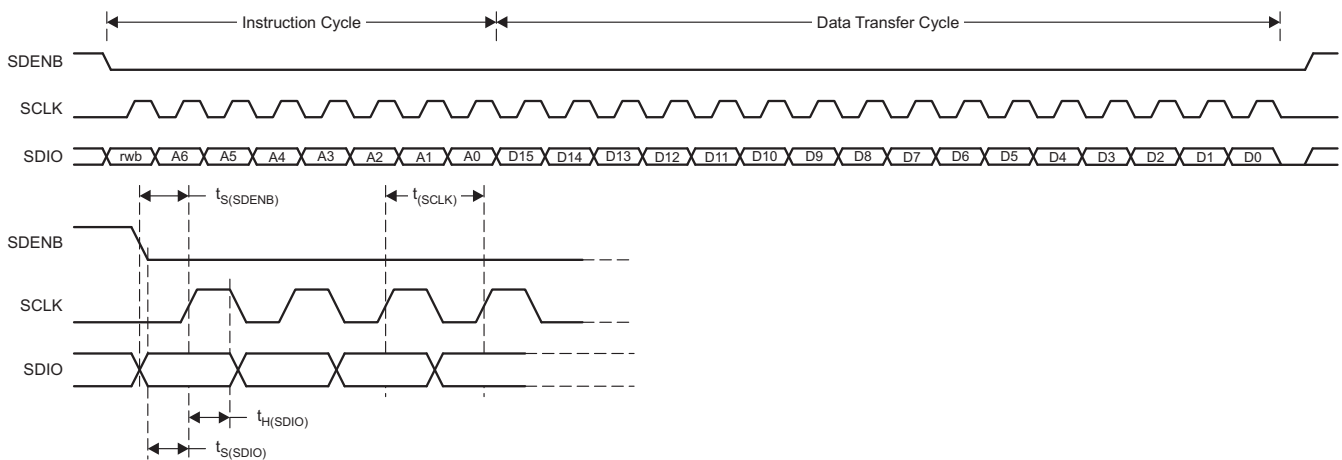 Instruction Cycle Data Transfer Cycle
SDENB
SCLK
SDIO rwb A6 A5 A4 A3 A2 A1 A0 D15 D14 D13 D12 D11 D10 D9 D8 D7 D6 D5 D4 D3 D2 D1 D0
tS(SDENB) t(SCLK)
SDENB
SCLK
SDIO
tH(SDIO)
tS(SDIO)